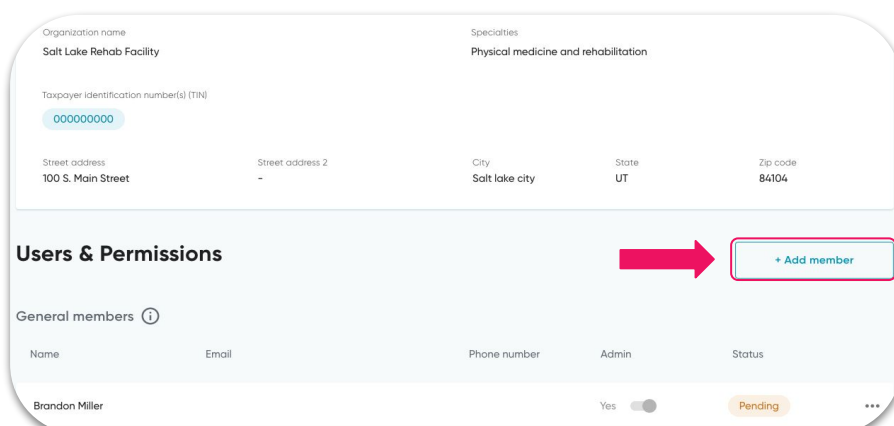 Organization name Specialties
Salt Lake Rehab Facility Physical medicine and rehabilitation
Taxpayer identification number(s) (TIN)
000000000
Street address Street address 2 City State Zip code
100 S. Main Street - Salt lake city UT 84104
Users & Permissions + Add member
General members
Name Email Phone number Admin Status
Brandon Miller Yes Pending